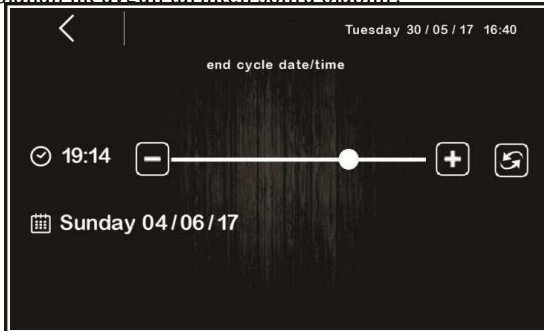 Tuesday 30 / 05 / 17 16:40
end cycle date/time
19:14
Sunday 04 / 06 / 17